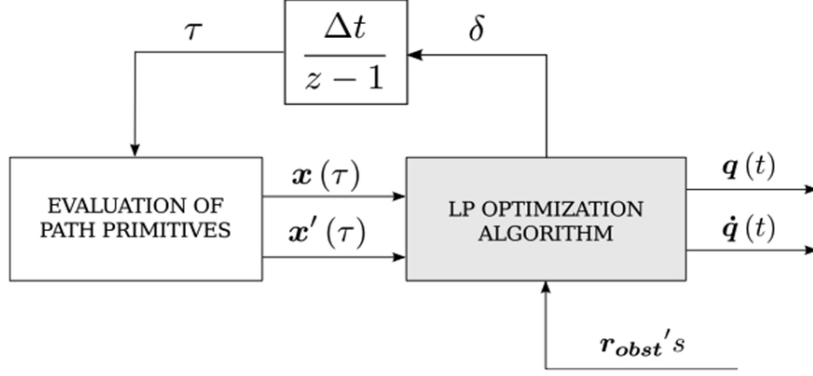 τ
Δt
z − 1
δ
EVALUATION OF
PATH PRIMITIVES
x (τ)
x′ (τ)
LP OPTIMIZATION
ALGORITHM
q (t)
q̇ (t)
r_obst′s